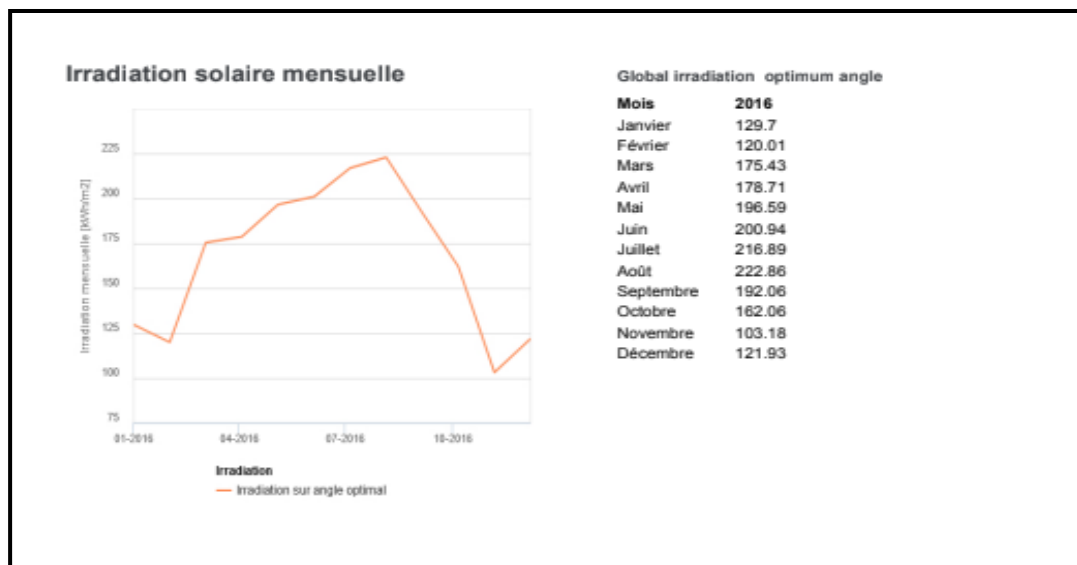 Irradiation solaire mensuelle
Irradiation mensuelle [kWh/m2]
225
200
175
150
125
100
75
01-2016 04-2016 07-2016 10-2016
Irradiation
Irradiation sur angle optimal
Global irradiation optimum angle
Mois 2016
Janvier 129.7
Février 120.01
Mars 175.43
Avril 178.71
Mai 196.59
Juin 200.94
Juillet 216.89
Août 222.86
Septembre 192.06
Octobre 162.06
Novembre 103.18
Décembre 121.93